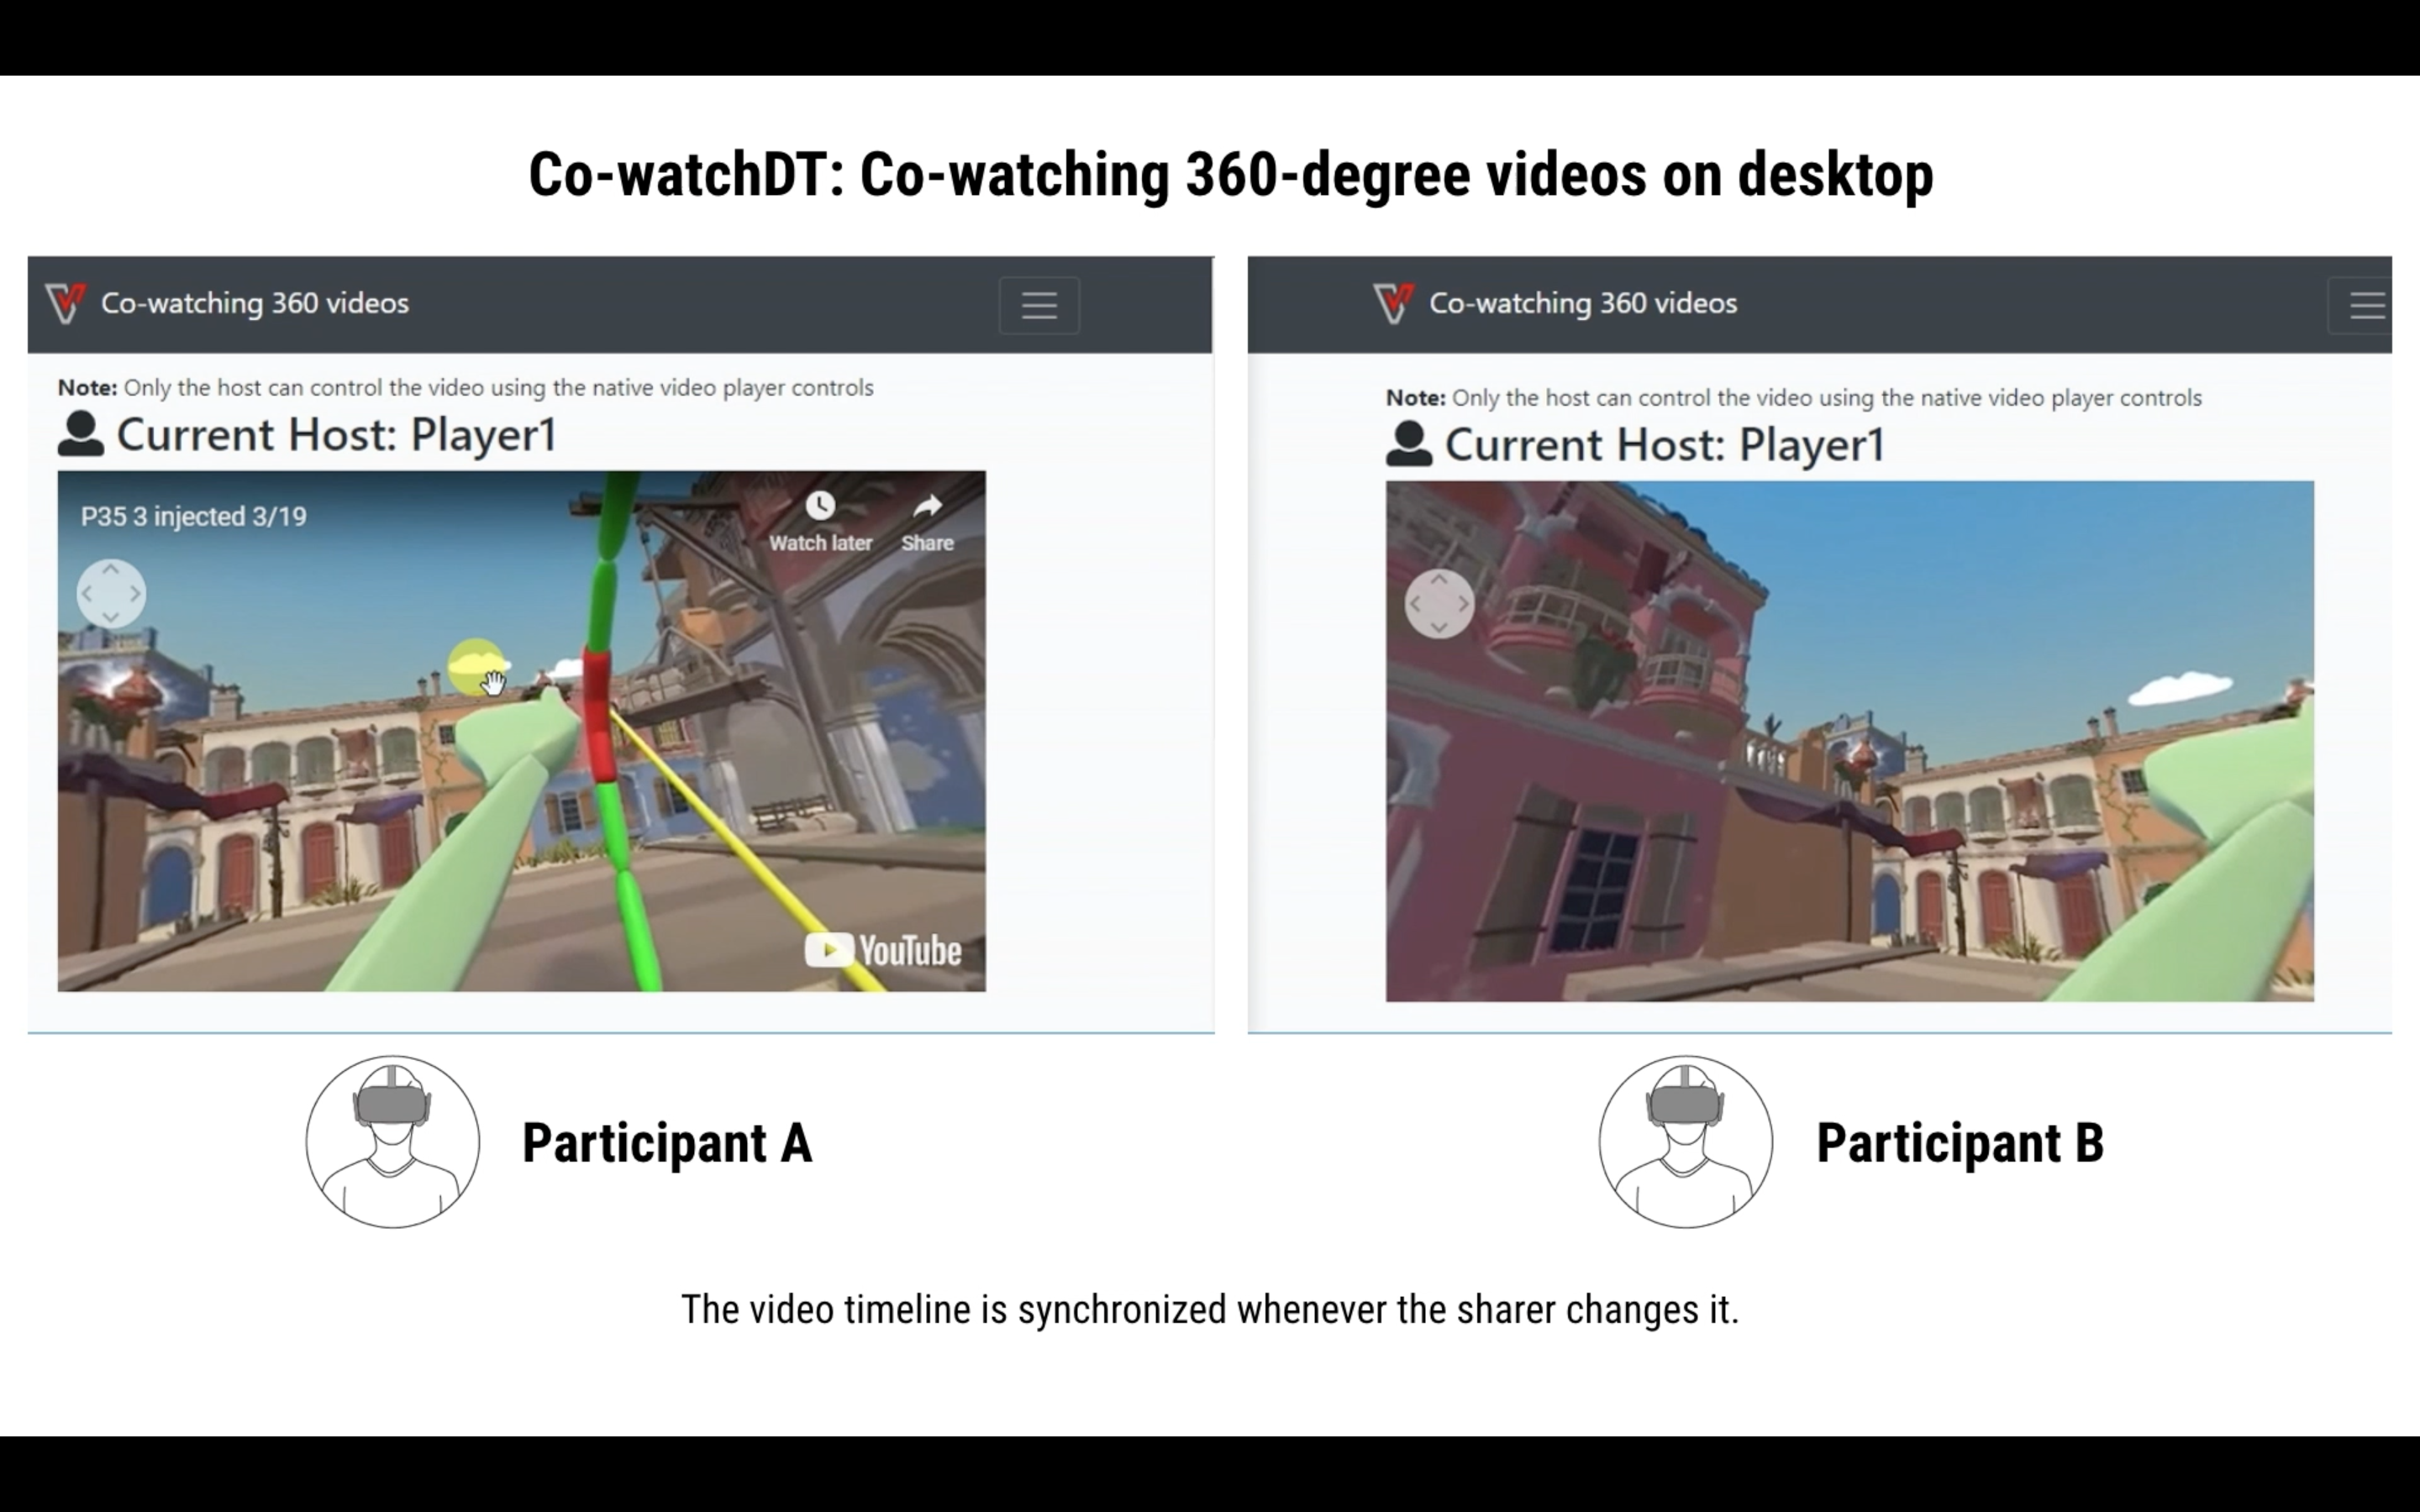 Co-watchDT: Co-watching 360-degree videos on desktop
Co-watching 360 videos
Note: Only the host can control the video using the native video player controls
Current Host: Player1
P35 3 injected 3/19
Watch later
Share
YouTube
Participant A
Co-watching 360 videos
Note: Only the host can control the video using the native video player controls
Current Host: Player1
Participant B
The video timeline is synchronized whenever the sharer changes it.